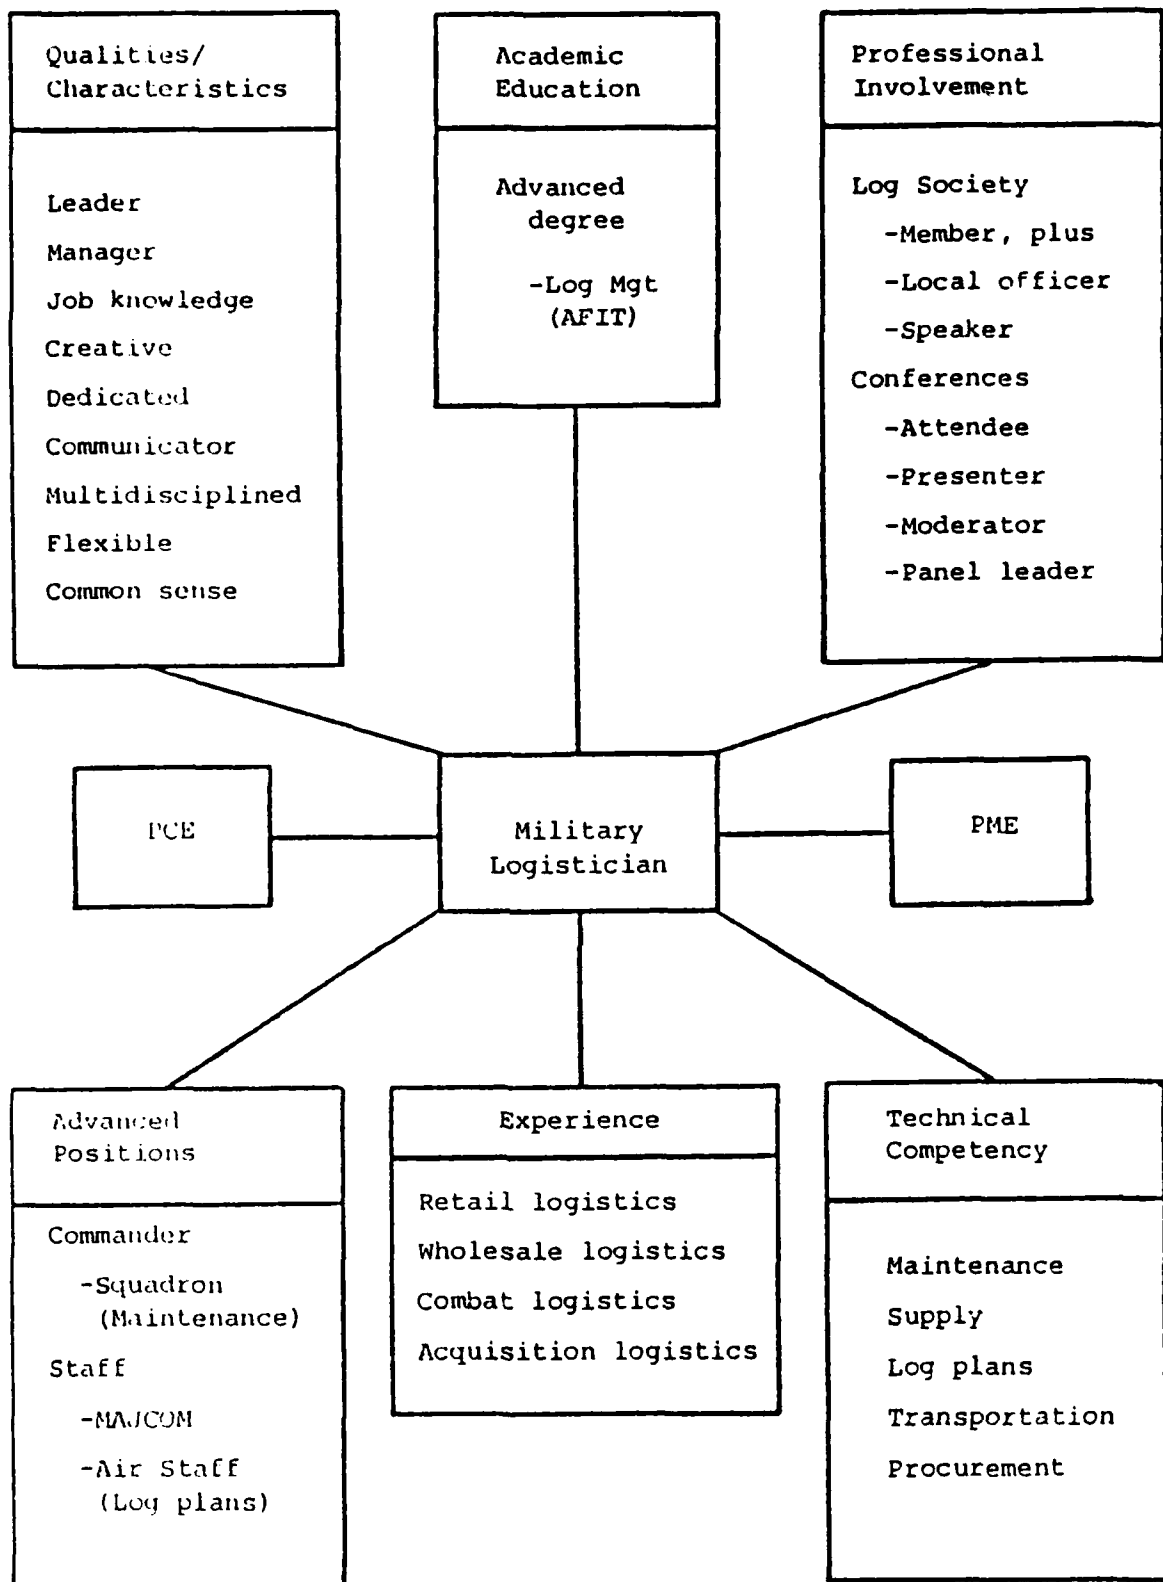 Qualities/
Characteristics
Leader
Manager
Job knowledge
Creative
Dedicated
Communicator
Multidisciplined
Flexible
Common sense
Academic
Education
Advanced
degree
-Log Mgt
(AFIT)
Professional
Involvement
Log Society
-Member, plus
-Local officer
-Speaker
Conferences
-Attendee
-Presenter
-Moderator
-Panel leader
PCE
Military
Logistician
PME
Advanced
Positions
Commander
-Squadron
(Maintenance)
Staff
-MAJCOM
-Air Staff
(Log plans)
Experience
Retail logistics
Wholesale logistics
Combat logistics
Acquisition logistics
Technical
Competency
Maintenance
Supply
Log plans
Transportation
Procurement